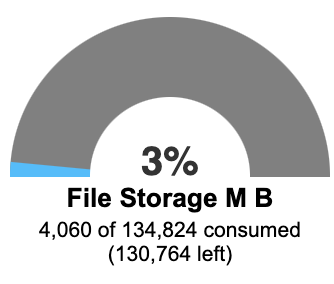 3%
File Storage M B
4,060 of 134,824 consumed
(130,764 left)